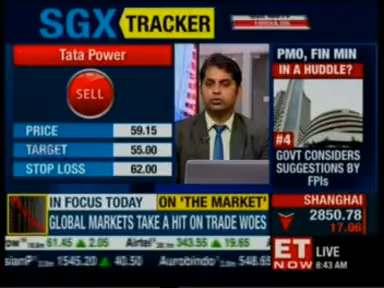 SGX TRACKER
Tata Power
SELL
PRICE 59.15
TARGET 55.00
STOP LOSS 62.00
PMO, FIN MIN
IN A HUDDLE?
#4
GOVT CONSIDERS
SUGGESTIONS BY
FPIs
IN FOCUS TODAY
ON 'THE MARKET'
GLOBAL MARKETS TAKE A HIT ON TRADE WOES
SHANGHAI
2850.78
17.06
61.45 2.05 Airtel 343.55 19.65
1545.20 40.50 Aurobindo
ET
NOW
LIVE
8:43 AM